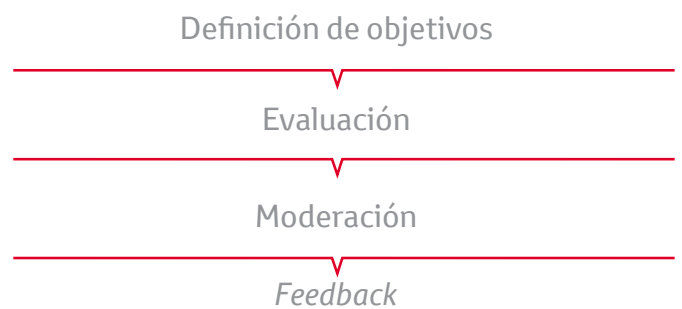 Definición de objetivos
Evaluación
Moderación
Feedback